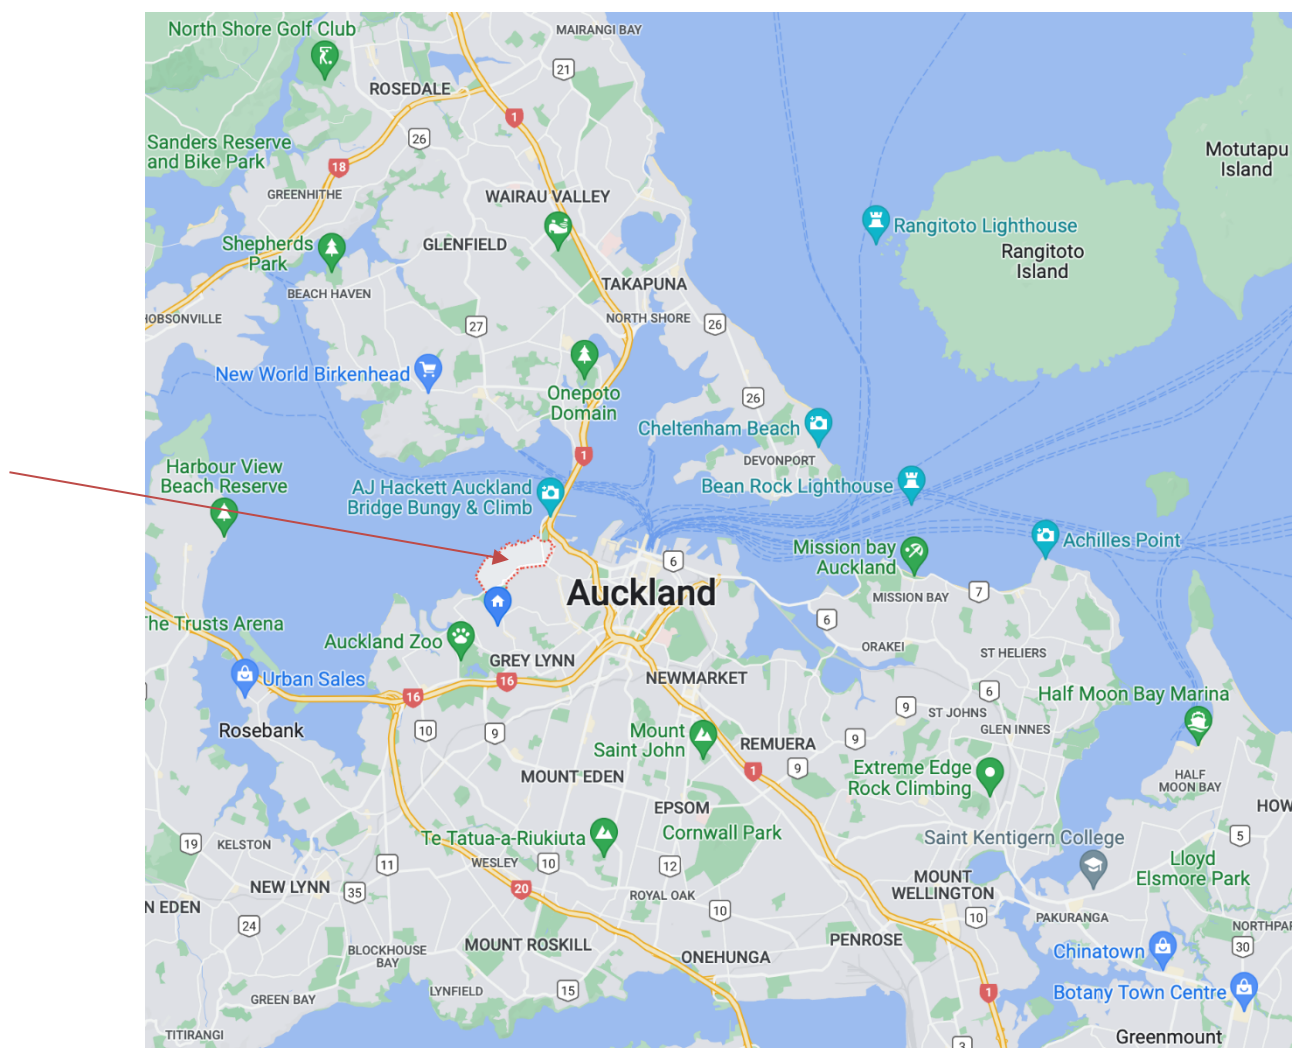 North Shore Golf Club
MAIRANGI BAY
21
ROSEDALE
1
26
Sanders Reserve
and Bike Park
18
Motutapu
Island
GREENHITHE
WAIRAU VALLEY
Rangitoto Lighthouse
Shepherds
Park
GLENFIELD
Rangitoto
Island
BEACH HAVEN
TAKAPUNA
HOBSONVILLE
NORTH SHORE
27
26
New World Birkenhead
Onepoto
Domain
26
Cheltenham Beach
1
DEVONPORT
Harbour View
Beach Reserve
AJ Hackett Auckland
Bridge Bungy & Climb
Bean Rock Lighthouse
Achilles Point
Mission bay
Auckland
6
Auckland
MISSION BAY
7
The Trusts Arena
6
Auckland Zoo
ORAKEI
ST HELIERS
GREY LYNN
Urban Sales
16
16
NEWMARKET
6
Half Moon Bay Marina
9
ST JOHNS
Rosebank
10
9
Mount
Saint John
REMUERA
9
GLEN INNES
MOUNT EDEN
1
9
Extreme Edge
Rock Climbing
HALF
MOON BAY
EPSOM
HOW
Te Tatua-a-Riukiuta
Cornwall Park
Saint Kentigern College
5
19
KELSTON
11
WESLEY
10
12
Lloyd
Elsmore Park
NEW LYNN
35
20
ROYAL OAK
MOUNT
WELLINGTON
N EDEN
10
10
PAKURANGA
24
NORTHPAR
BLOCKHOUSE
BAY
MOUNT ROSKILL
ONEHUNGA
PENROSE
Chinatown
30
GREEN BAY
LYNFIELD
15
1
Botany Town Centre
TITIRANGI
3
Greenmount